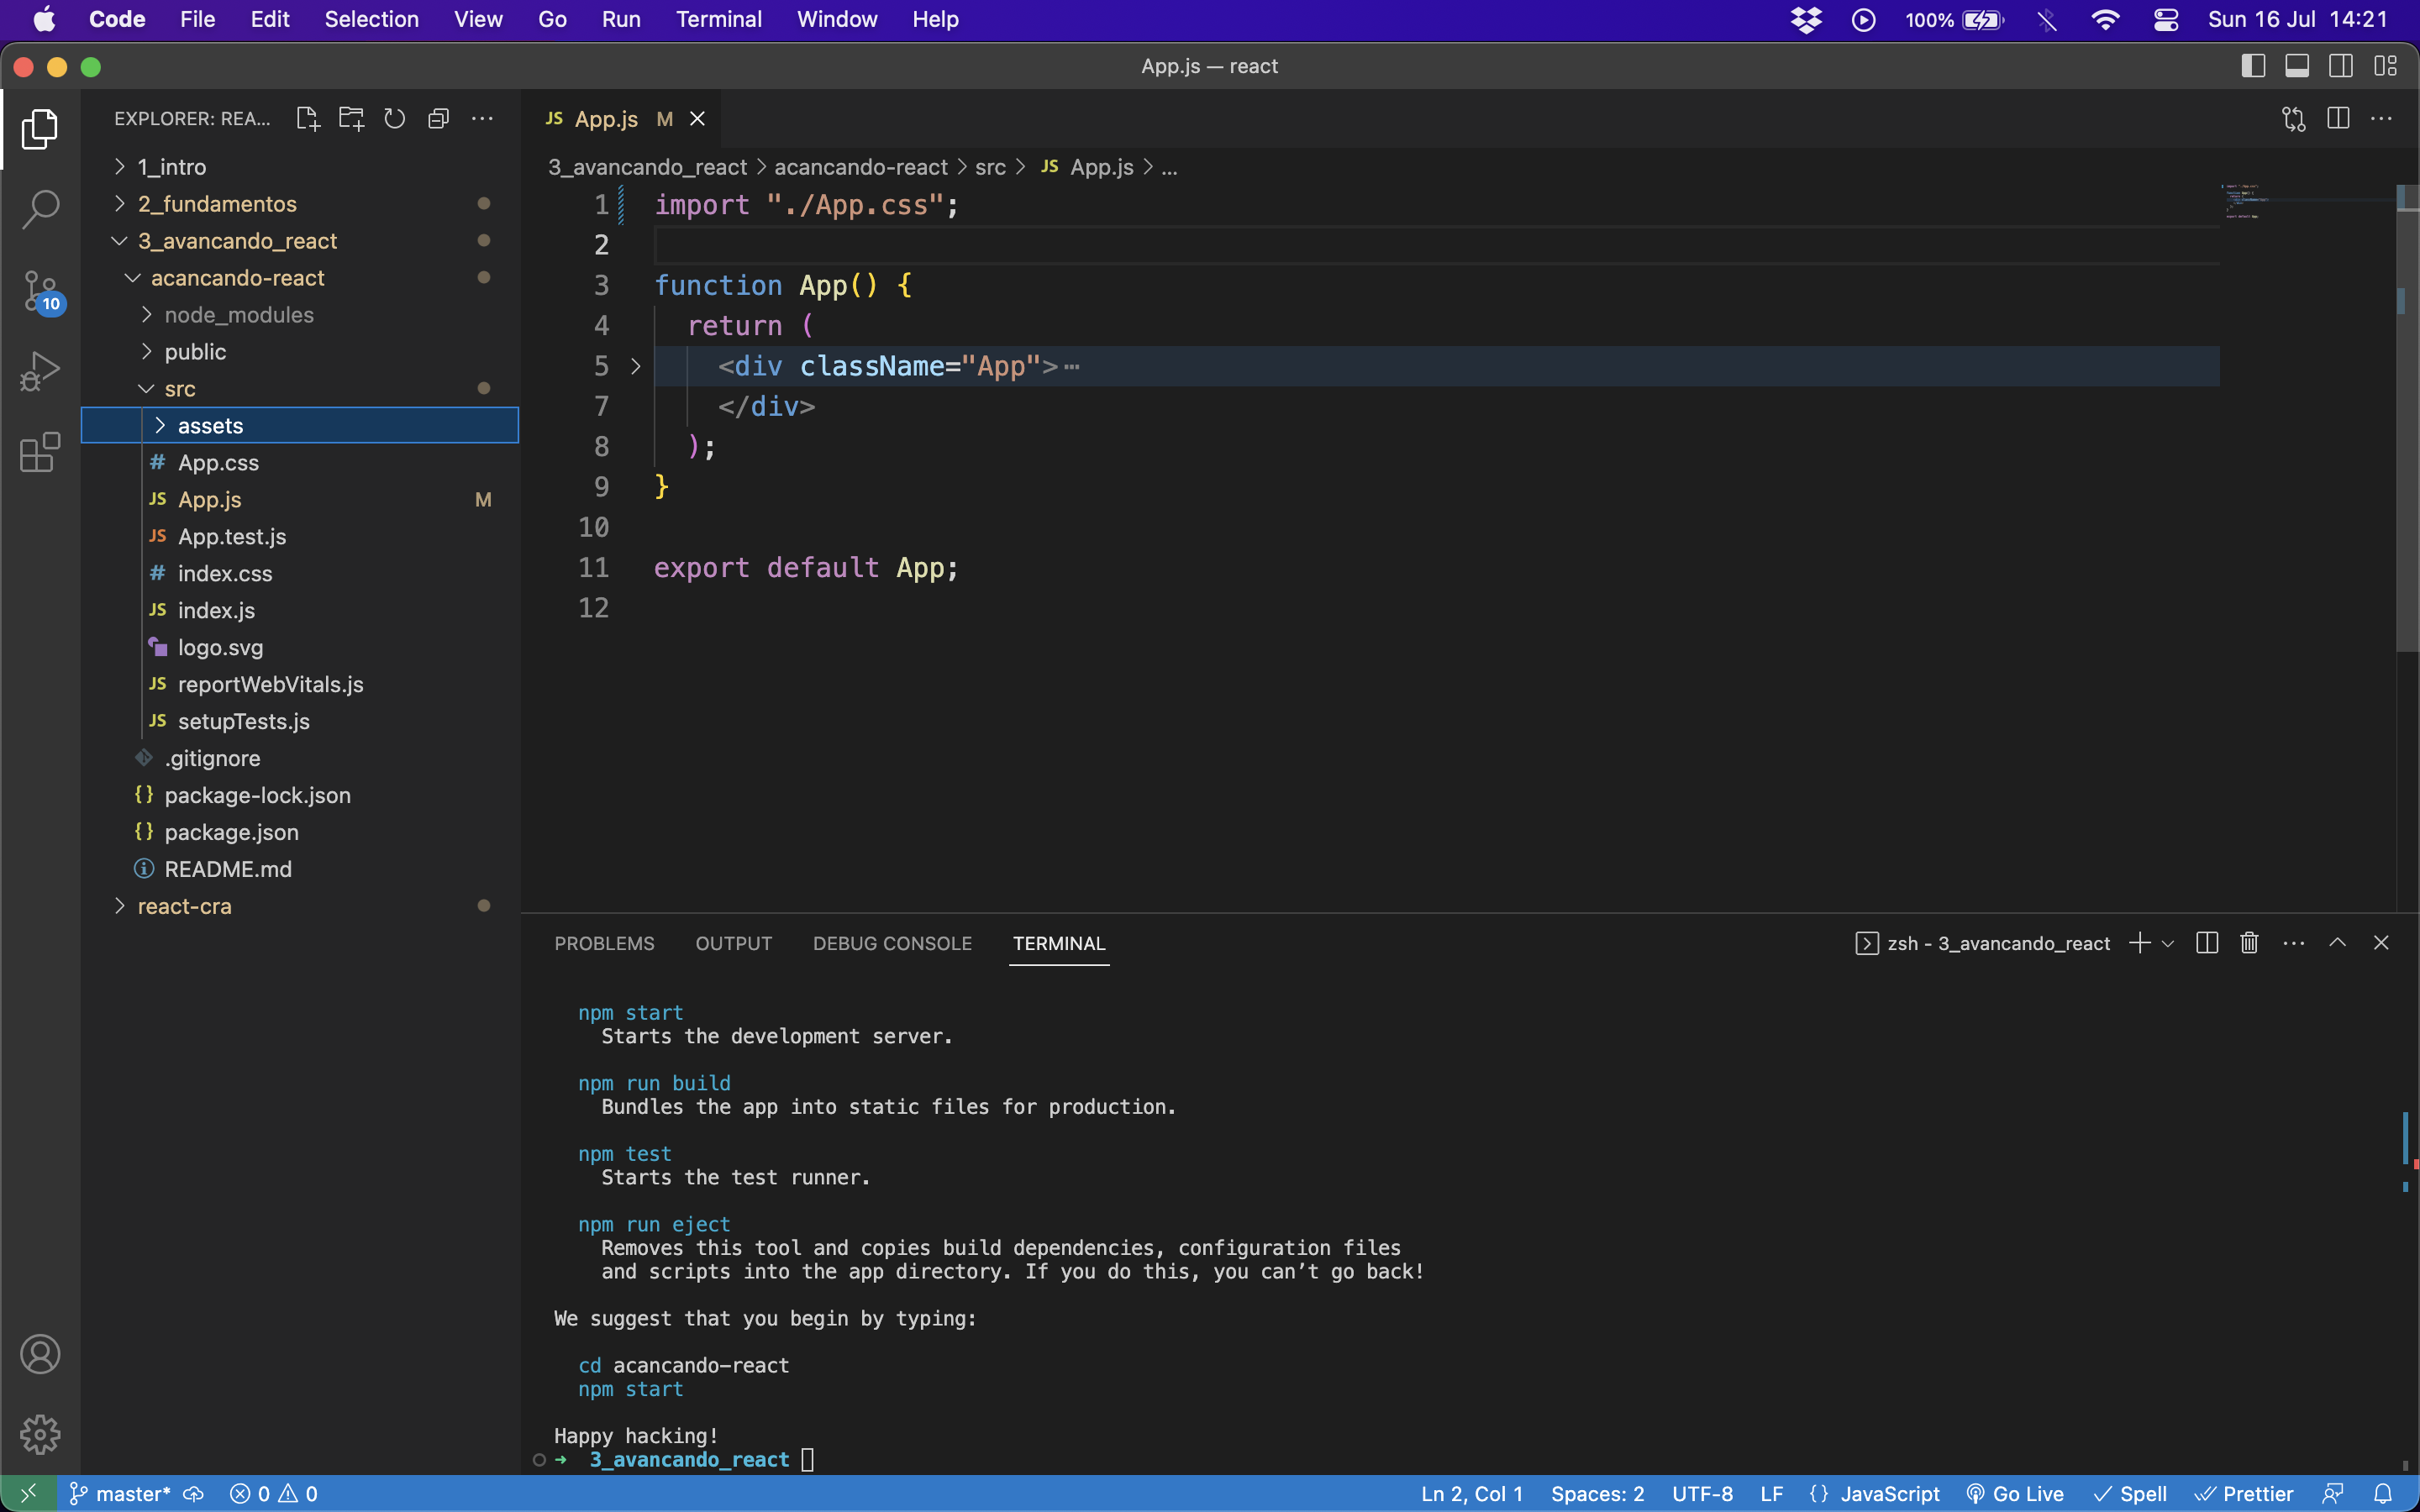 Code File Edit Selection View Go Run Terminal Window Help 100% Sun 16 Jul 14:21
App.js — react
EXPLORER: REA...
1_intro
2_fundamentos
3_avancando_react
acancando-react
node_modules
public
src
assets
App.css
App.js M
App.test.js
index.css
index.js
logo.svg
reportWebVitals.js
setupTests.js
.gitignore
package-lock.json
package.json
README.md
react-cra
10
JS App.js M
3_avancando_react > acancando-react > src > JS App.js > ...
1 import "./App.css";
2
3 function App() {
4 return (
5 <div className="App">⋯
7 </div>
8 );
9 }
10
11 export default App;
12
PROBLEMS OUTPUT DEBUG CONSOLE TERMINAL zsh - 3_avancando_react
npm start
Starts the development server.
npm run build
Bundles the app into static files for production.
npm test
Starts the test runner.
npm run eject
Removes this tool and copies build dependencies, configuration files
and scripts into the app directory. If you do this, you can’t go back!
We suggest that you begin by typing:
cd acancando-react
npm start
Happy hacking!
➜ 3_avancando_react
master* 0 0 Ln 2, Col 1 Spaces: 2 UTF-8 LF {} JavaScript Go Live Spell Prettier